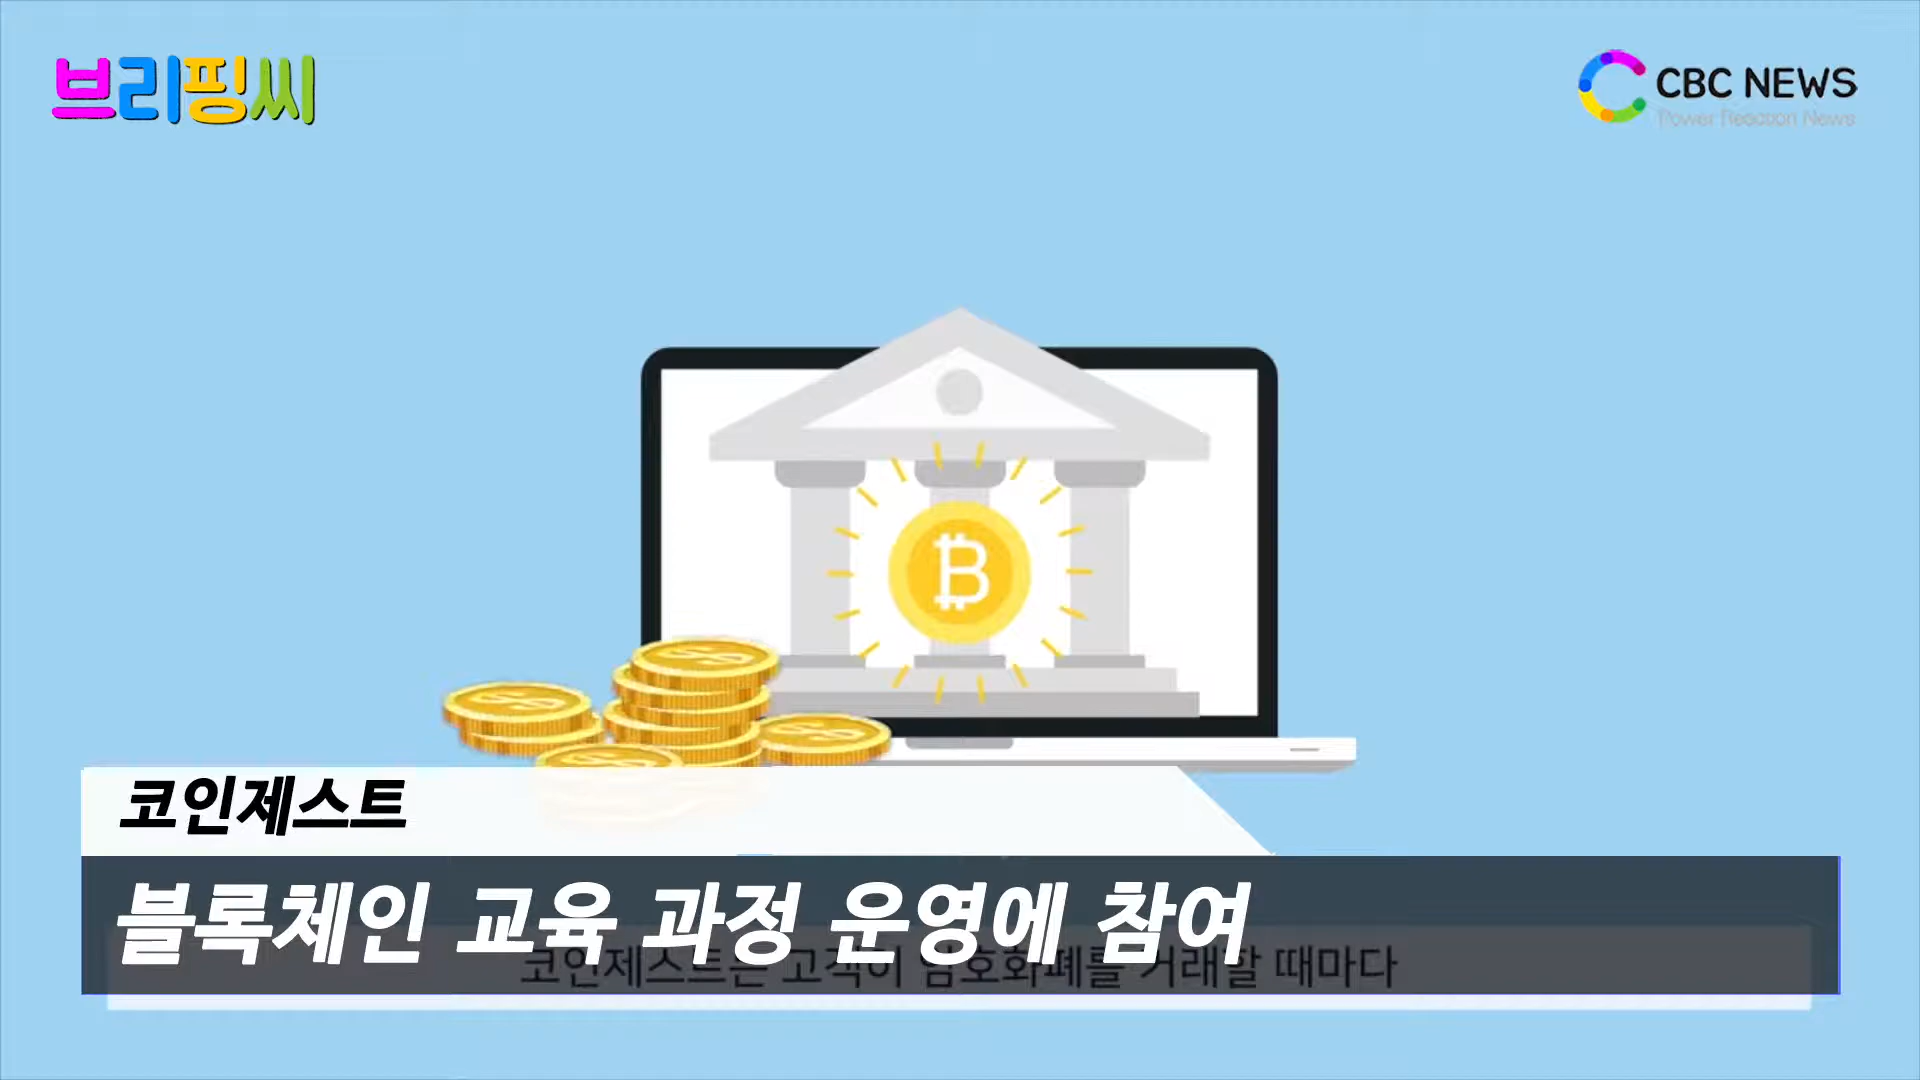 브리핑씨
CBC NEWS
Power Reaction News
코인제스트
블록체인 교육 과정 운영에 참여
코인제스트는 고객이 암호화폐를 거래할 때마다